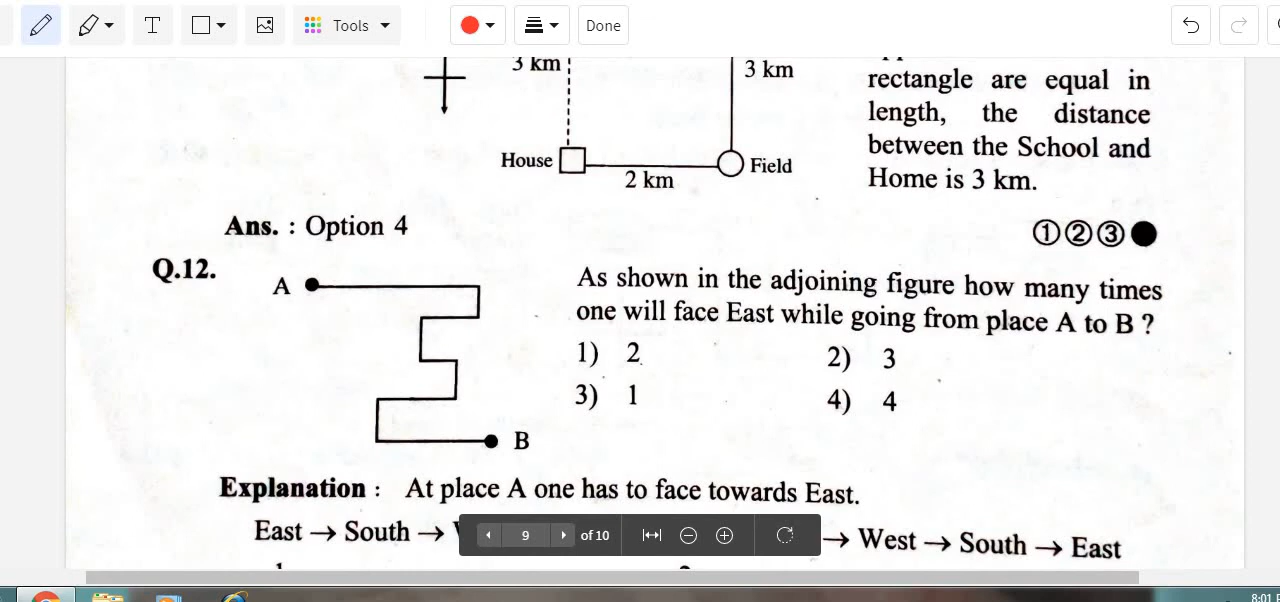 T
Tools
Done
3 km
3 km
rectangle are equal in
length, the distance
between the School and
Home is 3 km.
House
Field
2 km
Ans. : Option 4
①②③
Q.12.
A
B
As shown in the adjoining figure how many times
one will face East while going from place A to B ?
1) 2
2) 3
3) 1
4) 4
Explanation : At place A one has to face towards East.
East → South →
→ West → South → East
9 of 10
8:01